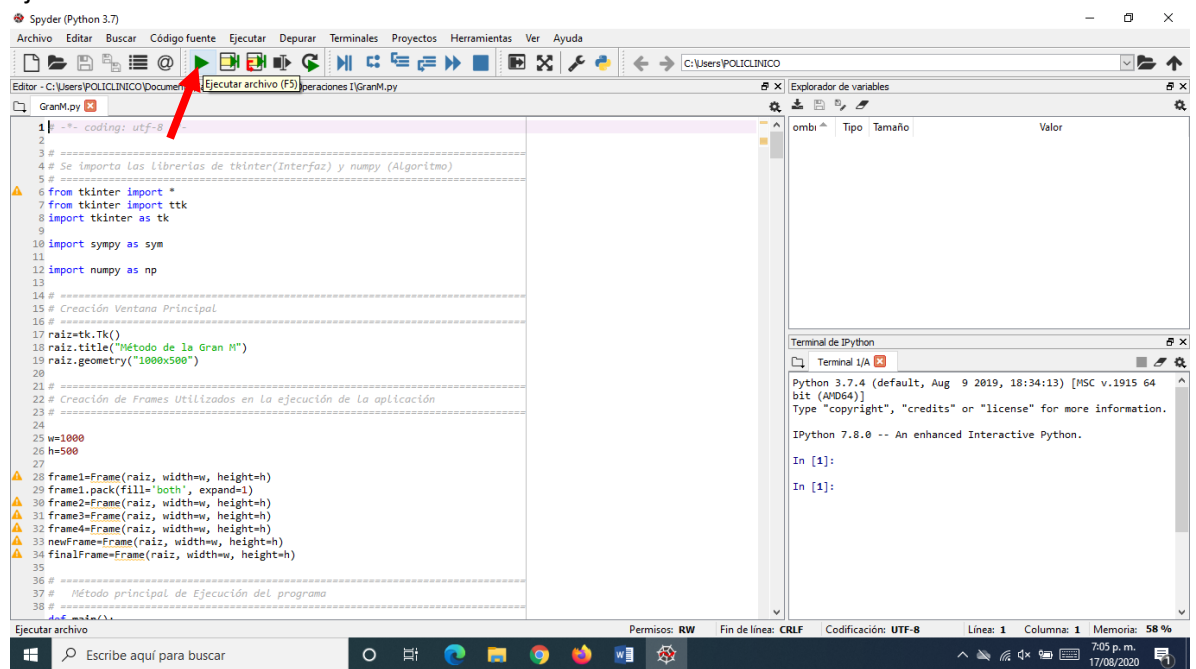 Spyder (Python 3.7)
Archivo Editar Buscar Código fuente Ejecutar Depurar Terminales Proyectos Herramientas Ver Ayuda
C:\Users\POLICLINICO
Ejecutar archivo (F5)
Editor - C:\Users\POLICLINICO\Documen peraciones I\GranM.py
Explorador de variables
GranM.py
ombı Tipo Tamaño Valor
1 # -*- coding: utf-8 -
2
3 # =============================================================================
4 # Se importa las librerias de tkinter(Interfaz) y numpy (Algoritmo)
5 # =============================================================================
6 from tkinter import *
7 from tkinter import ttk
8 import tkinter as tk
9
10 import sympy as sym
11
12 import numpy as np
13
14 # =============================================================================
15 # Creación Ventana Principal
16 # =============================================================================
17 raiz=tk.Tk()
18 raiz.title("Método de la Gran M")
19 raiz.geometry("1000x500")
20
21 # =============================================================================
22 # Creación de Frames Utilizados en la ejecución de la aplicación
23 # =============================================================================
24
25 w=1000
26 h=500
27
28 frame1=Frame(raiz, width=w, height=h)
29 frame1.pack(fill='both', expand=1)
30 frame2=Frame(raiz, width=w, height=h)
31 frame3=Frame(raiz, width=w, height=h)
32 frame4=Frame(raiz, width=w, height=h)
33 newFrame=Frame(raiz, width=w, height=h)
34 finalFrame=Frame(raiz, width=w, height=h)
35
36 # =============================================================================
37 # Método principal de Ejecución del programa
38 # =============================================================================
def main():
Terminal de IPython
Terminal 1/A
Python 3.7.4 (default, Aug 9 2019, 18:34:13) [MSC v.1915 64
bit (AMD64)]
Type "copyright", "credits" or "license" for more information.
IPython 7.8.0 -- An enhanced Interactive Python.
In [1]:
In [1]:
Ejecutar archivo
Permisos: RW Fin de línea: CRLF Codificación: UTF-8 Línea: 1 Columna: 1 Memoria: 58 %
Escribe aquí para buscar
7:05 p. m.
17/08/2020